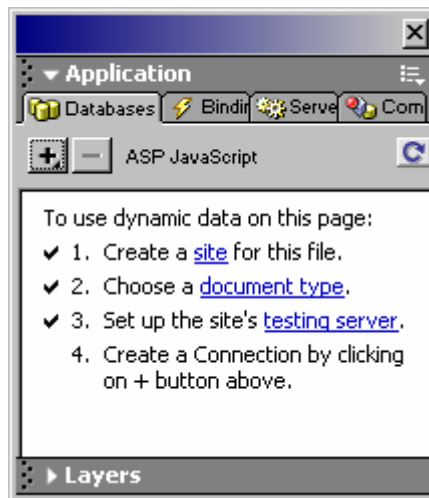 Application
Databases Bindin Serve Com
+ - ASP JavaScript
To use dynamic data on this page:
✔ 1. Create a site for this file.
✔ 2. Choose a document type.
✔ 3. Set up the site's testing server.
4. Create a Connection by clicking
on + button above.
Layers